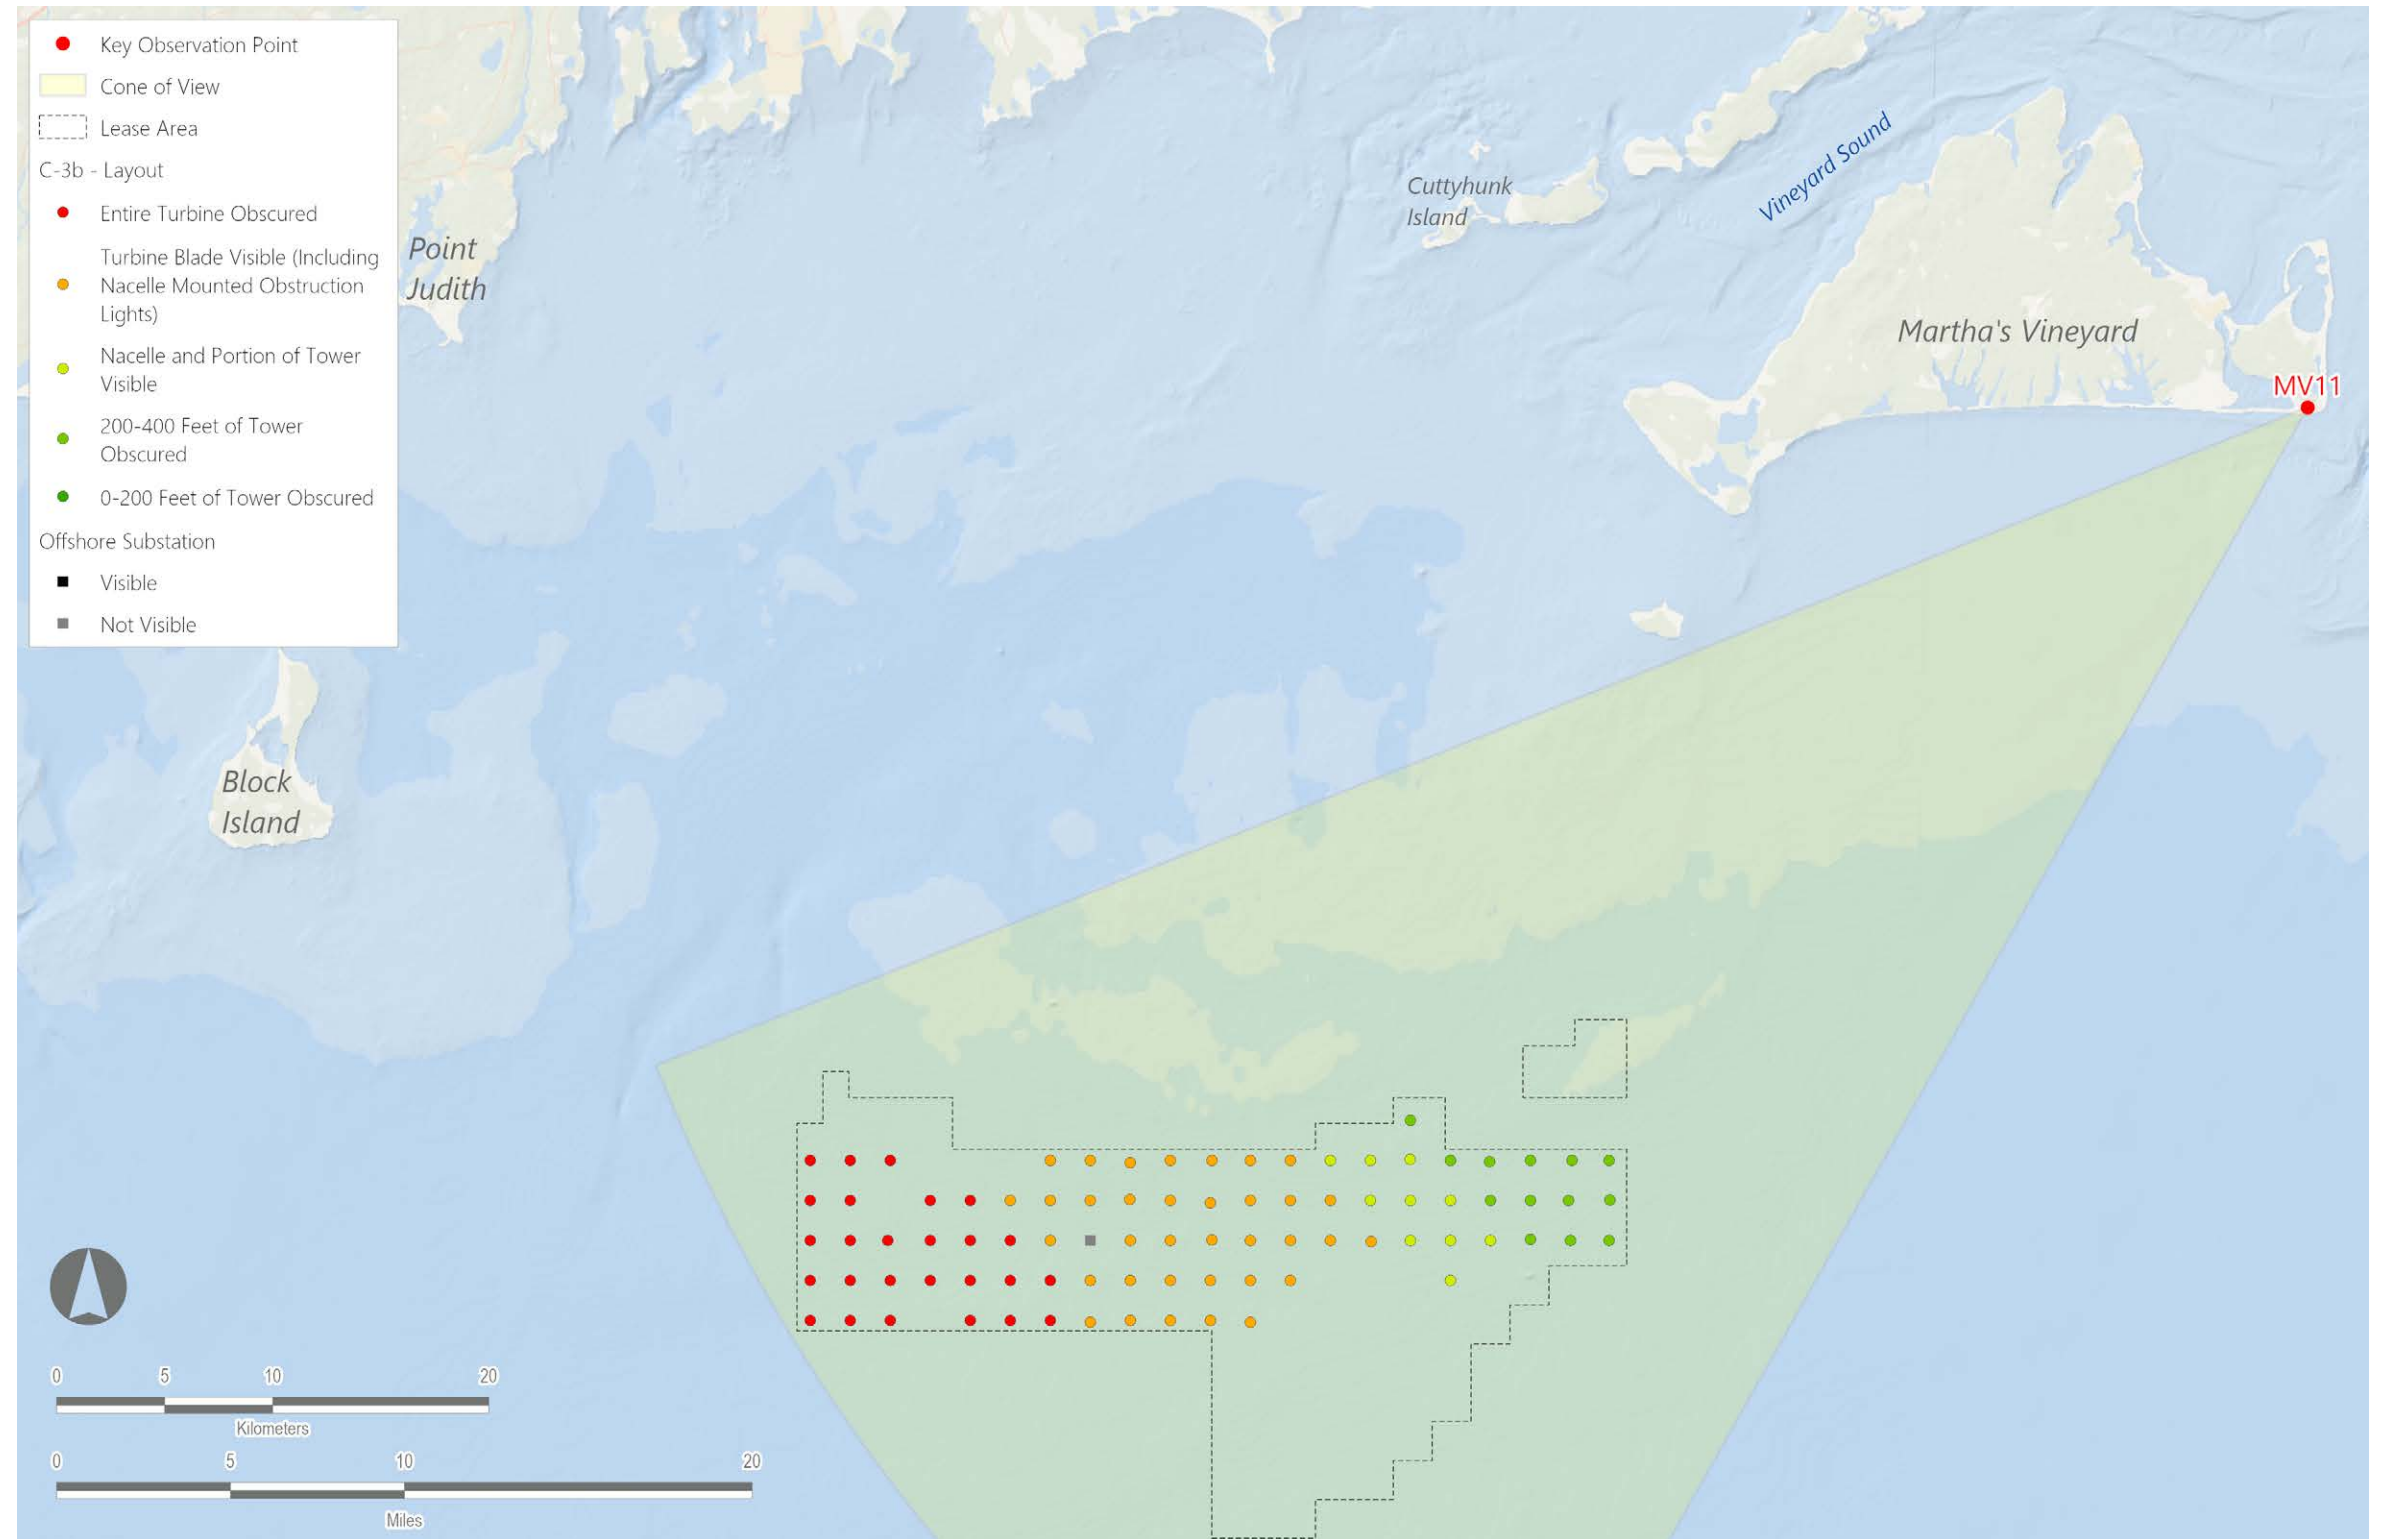 Key Observation Point
Cone of View
Lease Area
C-3b - Layout
Entire Turbine Obscured
Turbine Blade Visible (Including
Nacelle Mounted Obstruction
Lights)
Nacelle and Portion of Tower
Visible
200-400 Feet of Tower
Obscured
0-200 Feet of Tower Obscured
Offshore Substation
Visible
Not Visible
Point
Judith
Cuttyhunk
Island
Vineyard Sound
Martha's Vineyard
MV11
Block
Island
0 5 10 20
Kilometers
0 5 10 20
Miles